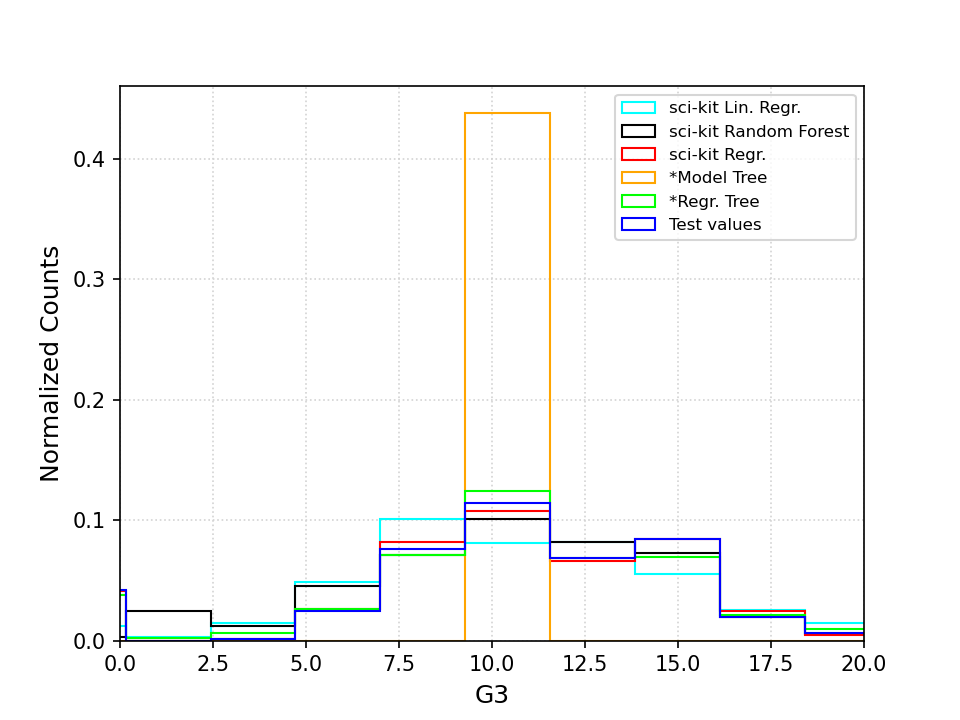 sci-kit Lin. Regr.
sci-kit Random Forest
sci-kit Regr.
*Model Tree
*Regr. Tree
Test values
Normalized Counts
0.4
0.3
0.2
0.1
0.0
0.0 2.5 5.0 7.5 10.0 12.5 15.0 17.5 20.0
G3